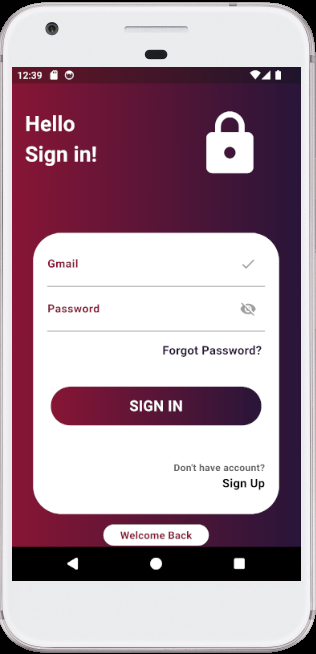 12:39
Hello
Sign in!
Gmail
Password
Forgot Password?
SIGN IN
Don't have account?
Sign Up
Welcome Back